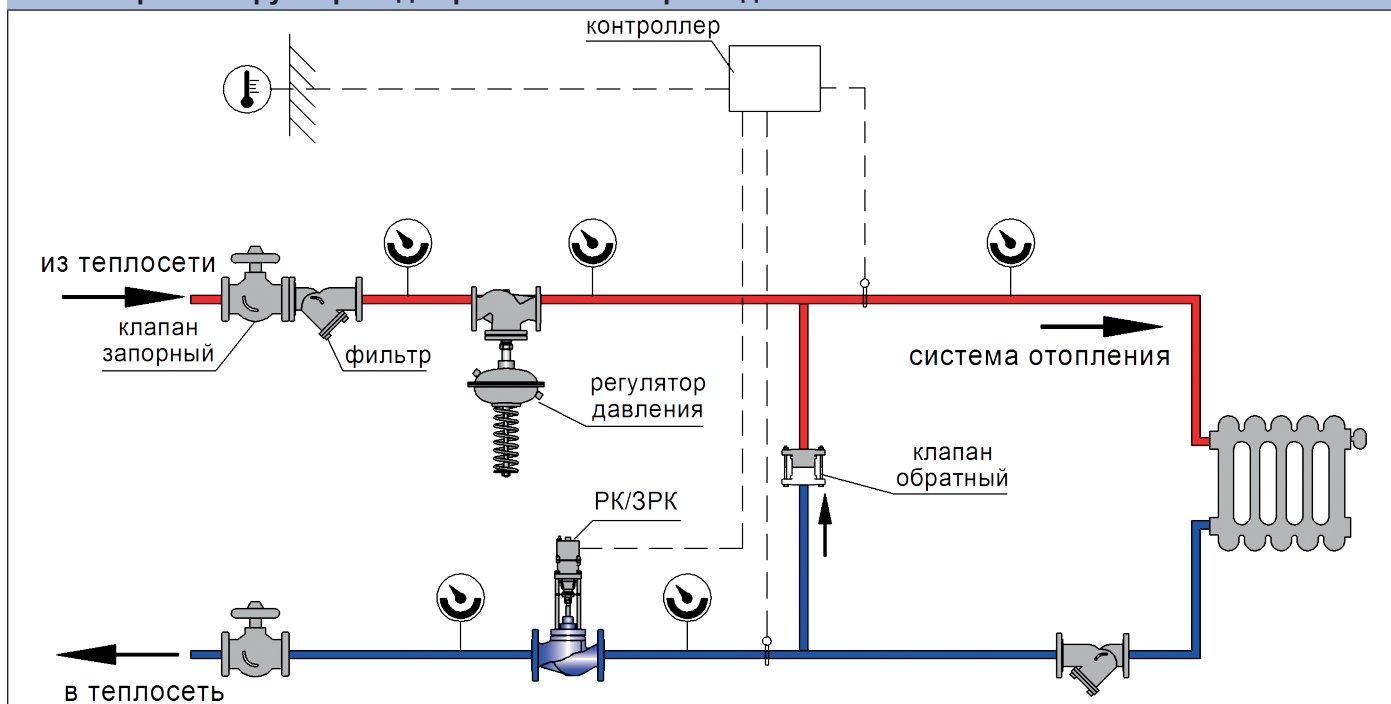 контроллер
из теплосети
клапан
запорный
фильтр
регулятор
давления
система отопления
клапан
обратный
РК/ЗРК
в теплосеть